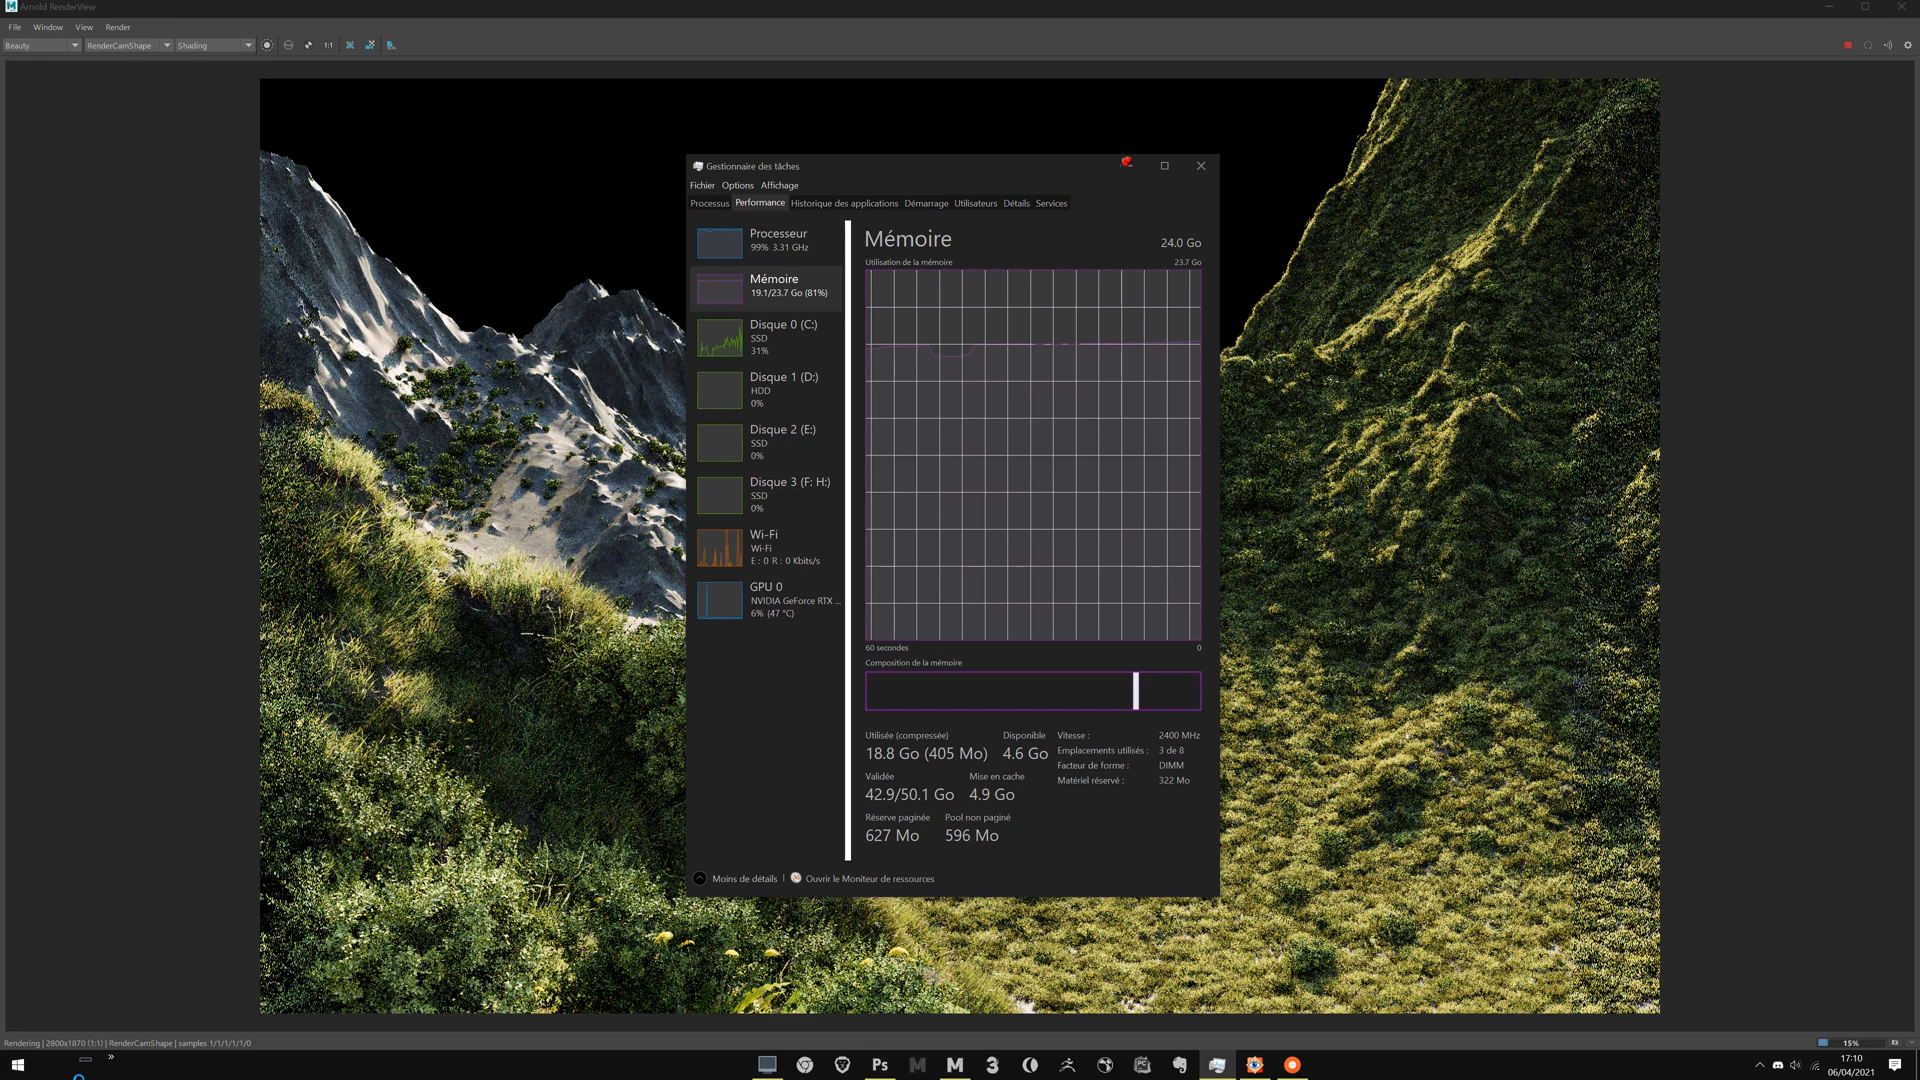 Arnold RenderView
File Window View Render
Beauty RenderCamShape Shading 1:1
Gestionnaire des tâches
Fichier Options Affichage
Processus Performance Historique des applications Démarrage Utilisateurs Détails Services
Processeur
99% 3.31 GHz
Mémoire
19.1/23.7 Go (81%)
Disque 0 (C:)
SSD
31%
Disque 1 (D:)
HDD
0%
Disque 2 (E:)
SSD
0%
Disque 3 (F: H:)
SSD
0%
Wi-Fi
Wi-Fi
E : 0 R : 0 Kbits/s
GPU 0
NVIDIA GeForce RTX ...
6% (47 °C)
Mémoire 24.0 Go
Utilisation de la mémoire 23.7 Go
60 secondes 0
Composition de la mémoire
Utilisée (compressée) Disponible
18.8 Go (405 Mo) 4.6 Go
Validée Mise en cache
42.9/50.1 Go 4.9 Go
Réserve paginée Pool non paginé
627 Mo 596 Mo
Vitesse : 2400 MHz
Emplacements utilisés : 3 de 8
Facteur de forme : DIMM
Matériel réservé : 322 Mo
Moins de détails Ouvrir le Moniteur de ressources
Rendering | 2800x1870 (1:1) | RenderCamShape | samples 1/1/1/1/1/0
15%
Ps M M 3 PC
17:10
06/04/2021